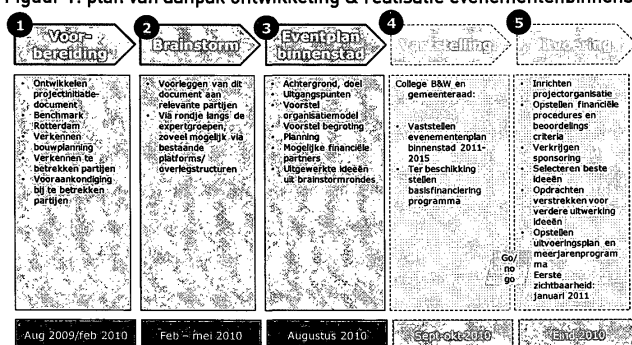 Figuur 1: plan van aanpak ontwikkeling & realisatie evenementenbinnens
1
Voor-
bereiding
2
Brainstorm
3
Eventplan
binnenstad
4
Vaststelling
5
• Ontwikkelen
projectinitiatie-
document
• Benchmark
Rotterdam
• Verkennen
bouwplanning
• Verkennen te
betrekken partijen
• Vooraankondiging
bij te betrekken
partijen
• Voorleggen van dit
document aan
relevante partijen
• Via rondje langs de
expertgroepen,
zoveel mogelijk via
bestaande
platforms/
overlegstructuren
• Achtergrond, doel
• Uitgangspunten
• Voorstel
organisatiemodel
• Voorstel begroting
• Planning
• Mogelijke financiële
partners
• Uitgewerkte ideeën
uit brainstormrondes
College B&W en
gemeenteraad:
• Vaststellen
evenementenplan
binnenstad 2011-
2015
• Ter beschikking
stellen
basisfinanciering
programma
• Inrichten
projectorganisatie
• Opstellen financiële
procedures en
beoordelings
criteria
• Verkrijgen
sponsoring
• Selecteren beste
ideeën
• Opdrachten
verstrekken voor
verdere uitwerking
ideeën
• Opstellen
uitvoeringsplan en
meerjarenprogram
ma
• Eerste
zichtbaarheid:
januari 2011
Go/
no
go
Aug 2009/feb 2010
Feb – mei 2010
Augustus 2010
Sept-okt 2010
Eind 2010